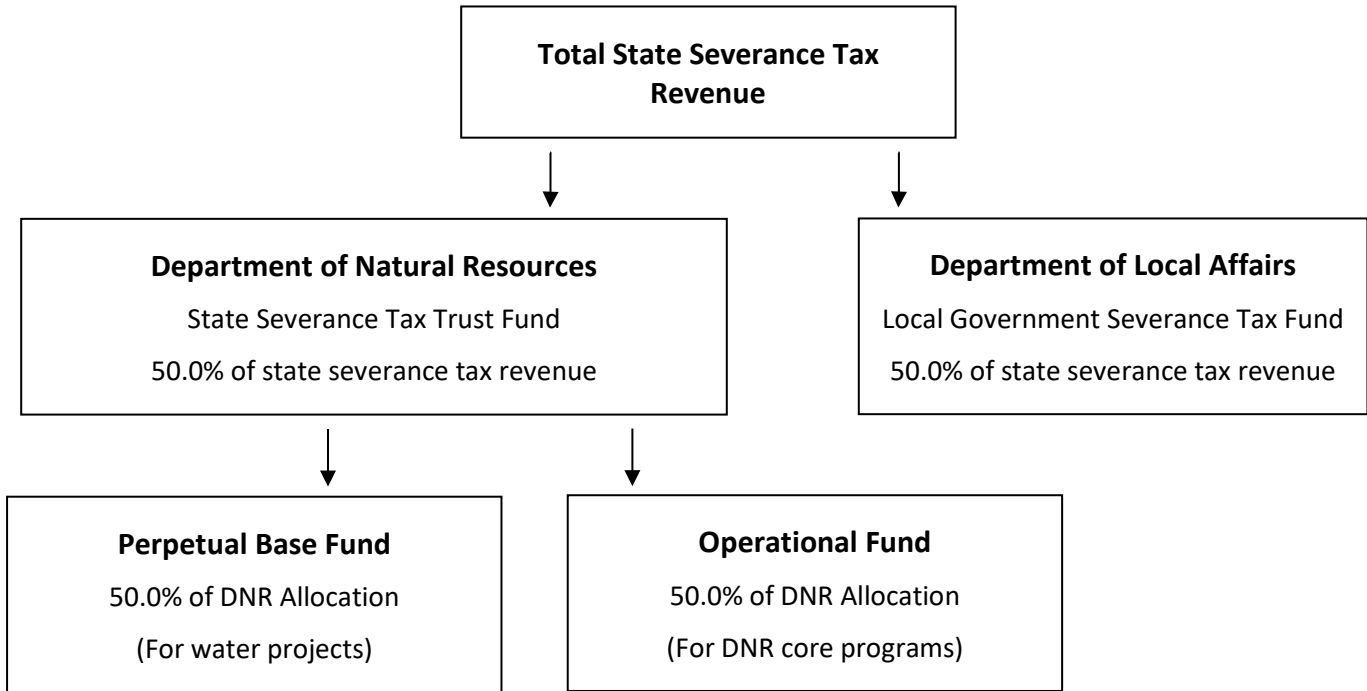 Total State Severance Tax
Revenue
Department of Natural Resources
State Severance Tax Trust Fund
50.0% of state severance tax revenue
Department of Local Affairs
Local Government Severance Tax Fund
50.0% of state severance tax revenue
Perpetual Base Fund
50.0% of DNR Allocation
(For water projects)
Operational Fund
50.0% of DNR Allocation
(For DNR core programs)